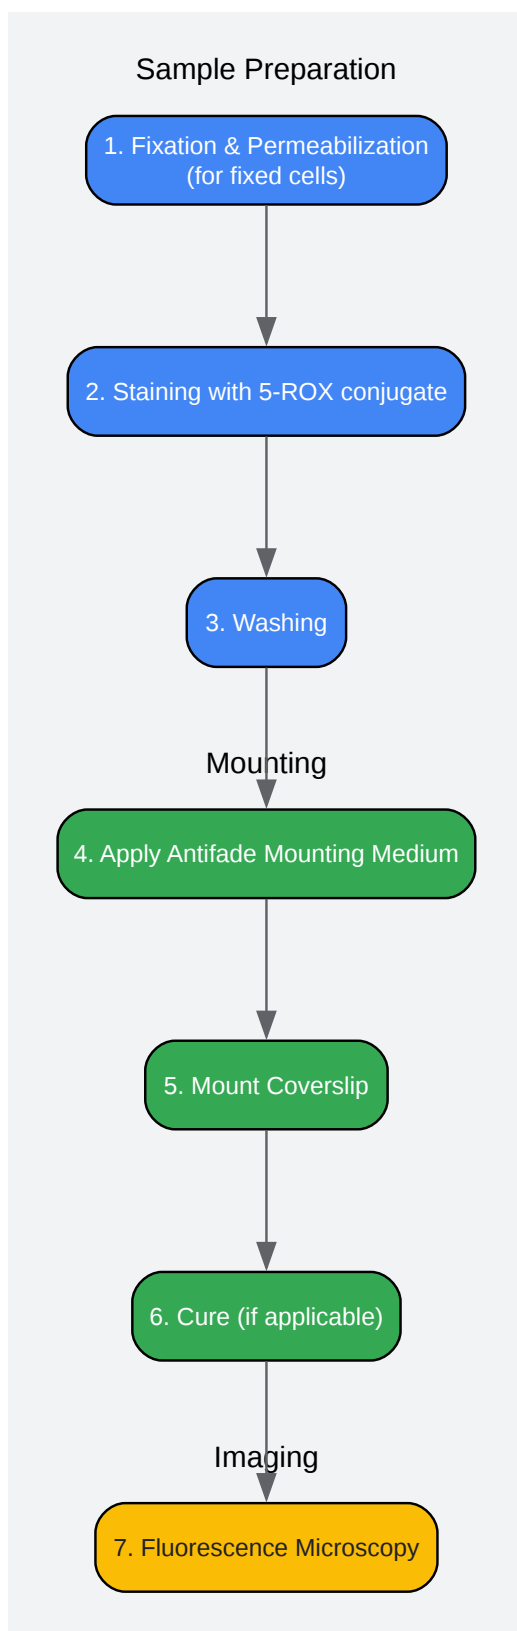 Sample Preparation
1. Fixation & Permeabilization
(for fixed cells)
2. Staining with 5-ROX conjugate
3. Washing
Mounting
4. Apply Antifade Mounting Medium
5. Mount Coverslip
6. Cure (if applicable)
Imaging
7. Fluorescence Microscopy